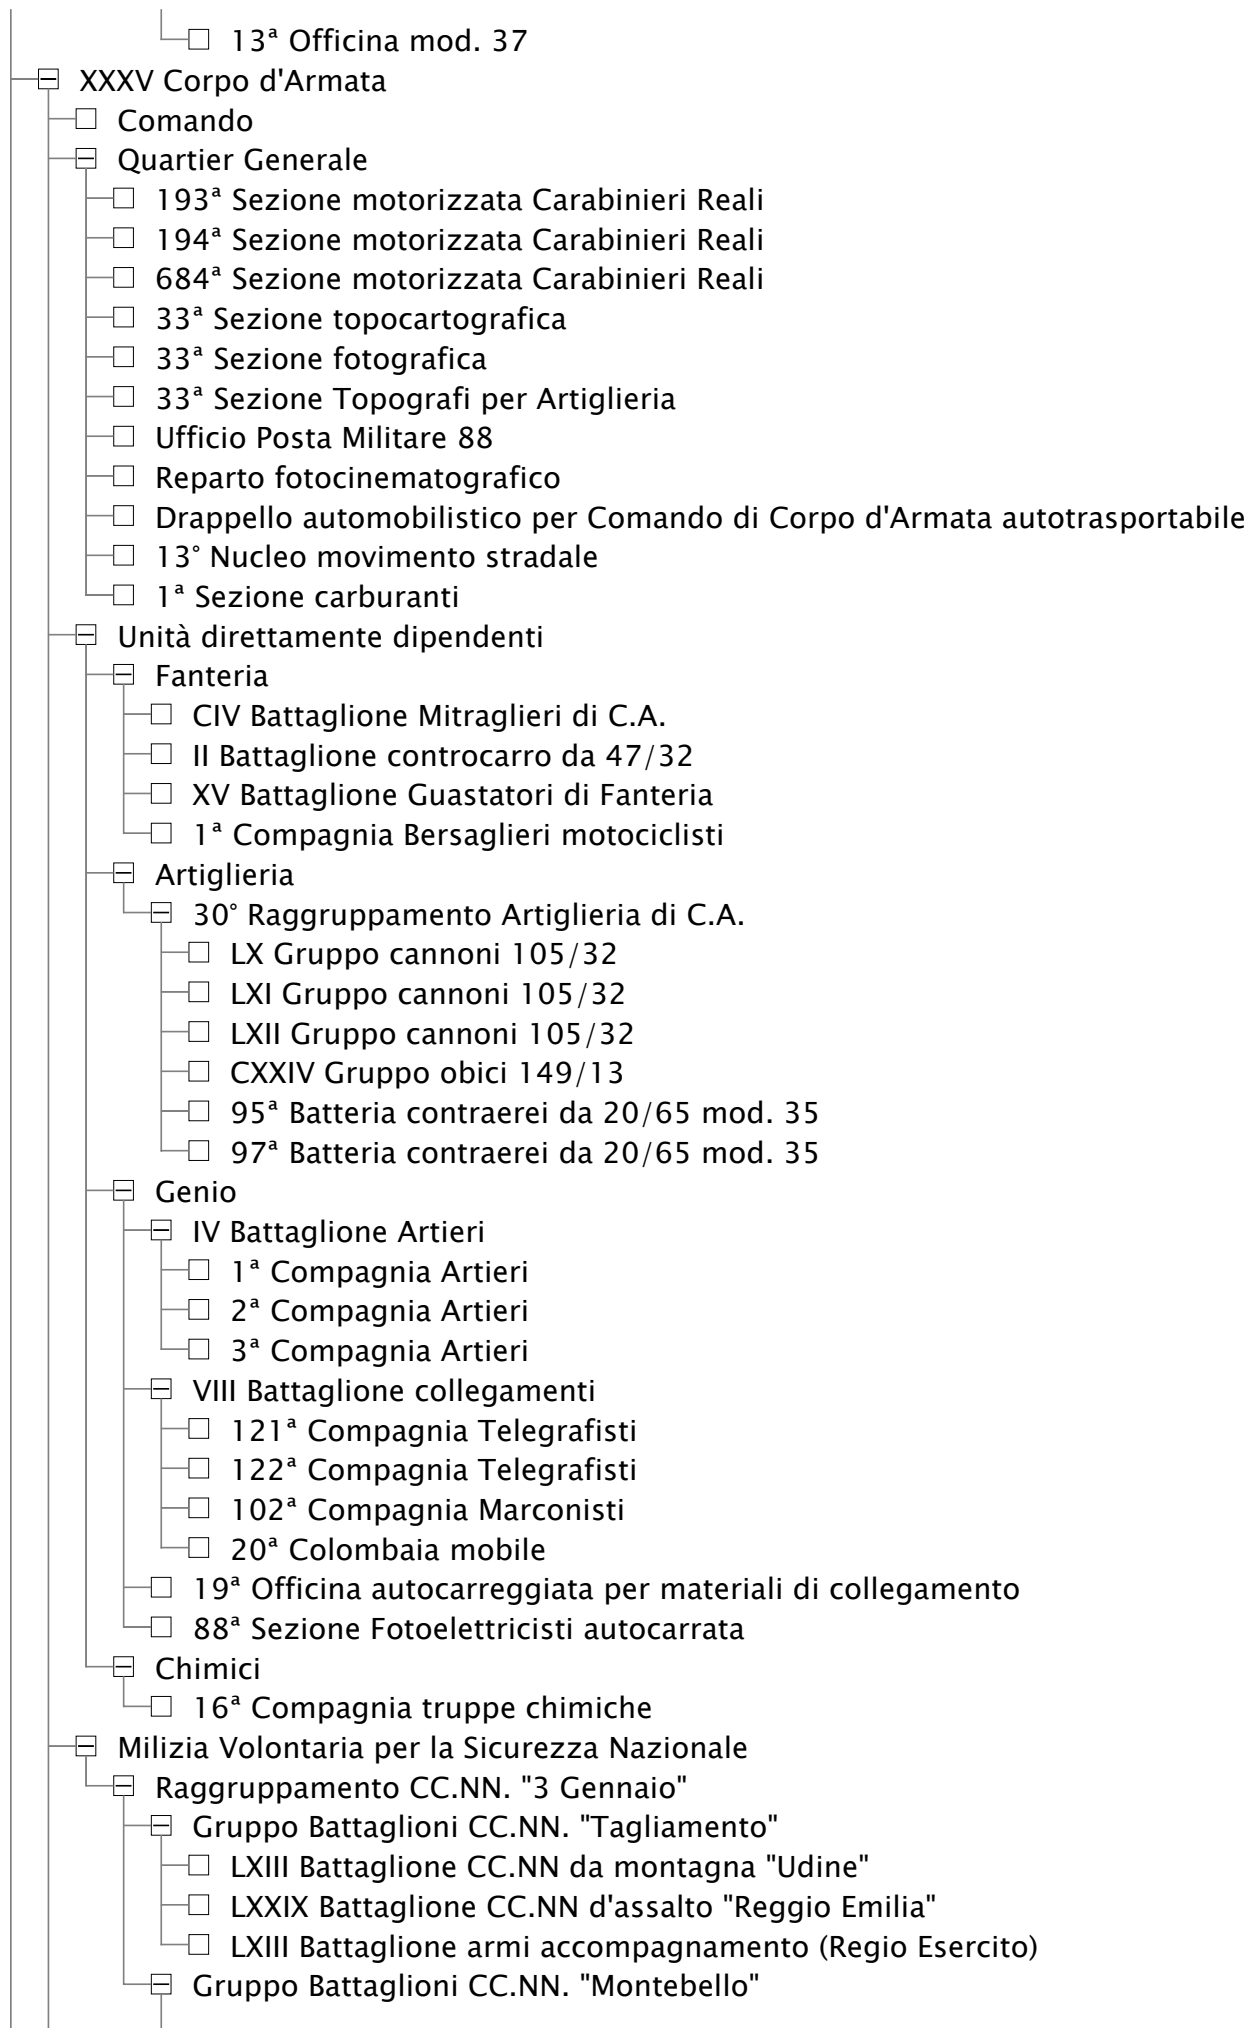 13ª Officina mod. 37
XXXV Corpo d'Armata
Comando
Quartier Generale
193ª Sezione motorizzata Carabinieri Reali
194ª Sezione motorizzata Carabinieri Reali
684ª Sezione motorizzata Carabinieri Reali
33ª Sezione topocartografica
33ª Sezione fotografica
33ª Sezione Topografi per Artiglieria
Ufficio Posta Militare 88
Reparto fotocinematografico
Drappello automobilistico per Comando di Corpo d'Armata autotrasportabile
13° Nucleo movimento stradale
1ª Sezione carburanti
Unità direttamente dipendenti
Fanteria
CIV Battaglione Mitraglieri di C.A.
II Battaglione controcarro da 47/32
XV Battaglione Guastatori di Fanteria
1ª Compagnia Bersaglieri motociclisti
Artiglieria
30° Raggruppamento Artiglieria di C.A.
LX Gruppo cannoni 105/32
LXI Gruppo cannoni 105/32
LXII Gruppo cannoni 105/32
CXXIV Gruppo obici 149/13
95ª Batteria contraerei da 20/65 mod. 35
97ª Batteria contraerei da 20/65 mod. 35
Genio
IV Battaglione Artieri
1ª Compagnia Artieri
2ª Compagnia Artieri
3ª Compagnia Artieri
VIII Battaglione collegamenti
121ª Compagnia Telegrafisti
122ª Compagnia Telegrafisti
102ª Compagnia Marconisti
20ª Colombaia mobile
19ª Officina autocarreggiata per materiali di collegamento
88ª Sezione Fotoelettricisti autocarrata
Chimici
16ª Compagnia truppe chimiche
Milizia Volontaria per la Sicurezza Nazionale
Raggruppamento CC.NN. "3 Gennaio"
Gruppo Battaglioni CC.NN. "Tagliamento"
LXIII Battaglione CC.NN da montagna "Udine"
LXXIX Battaglione CC.NN d'assalto "Reggio Emilia"
LXIII Battaglione armi accompagnamento (Regio Esercito)
Gruppo Battaglioni CC.NN. "Montebello"